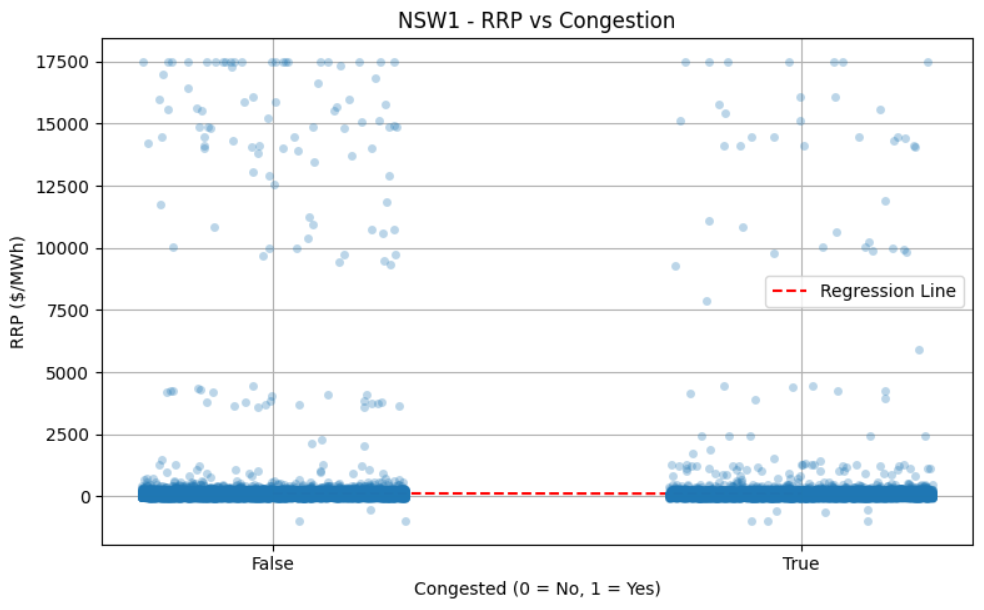 NSW1 - RRP vs Congestion
RRP ($/MWh)
17500
15000
12500
10000
7500
5000
2500
0
Regression Line
False
True
Congested (0 = No, 1 = Yes)